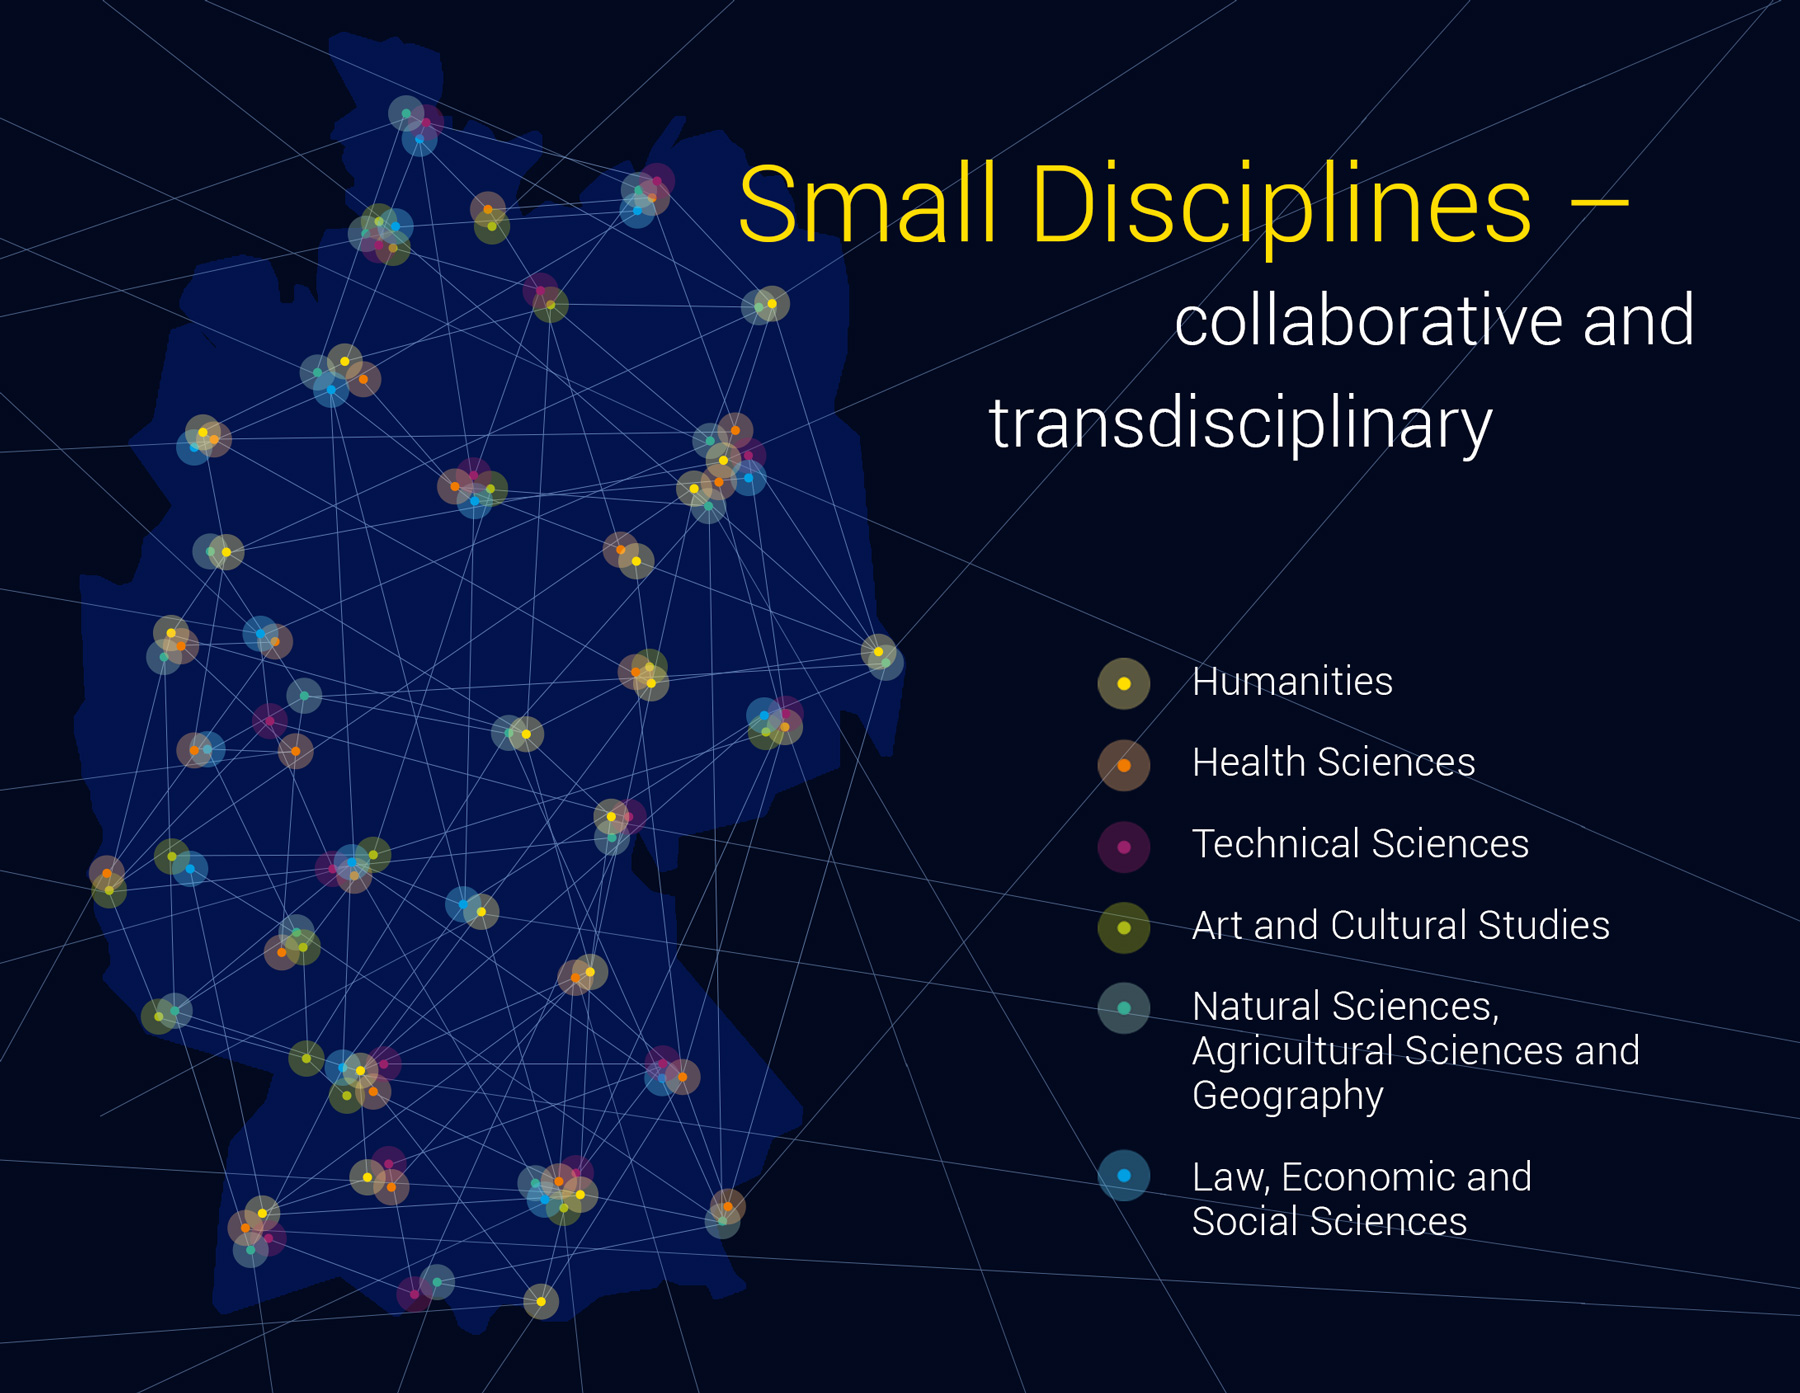 Small Disciplines –
collaborative and
transdisciplinary
Humanities
Health Sciences
Technical Sciences
Art and Cultural Studies
Natural Sciences,
Agricultural Sciences and
Geography
Law, Economic and
Social Sciences